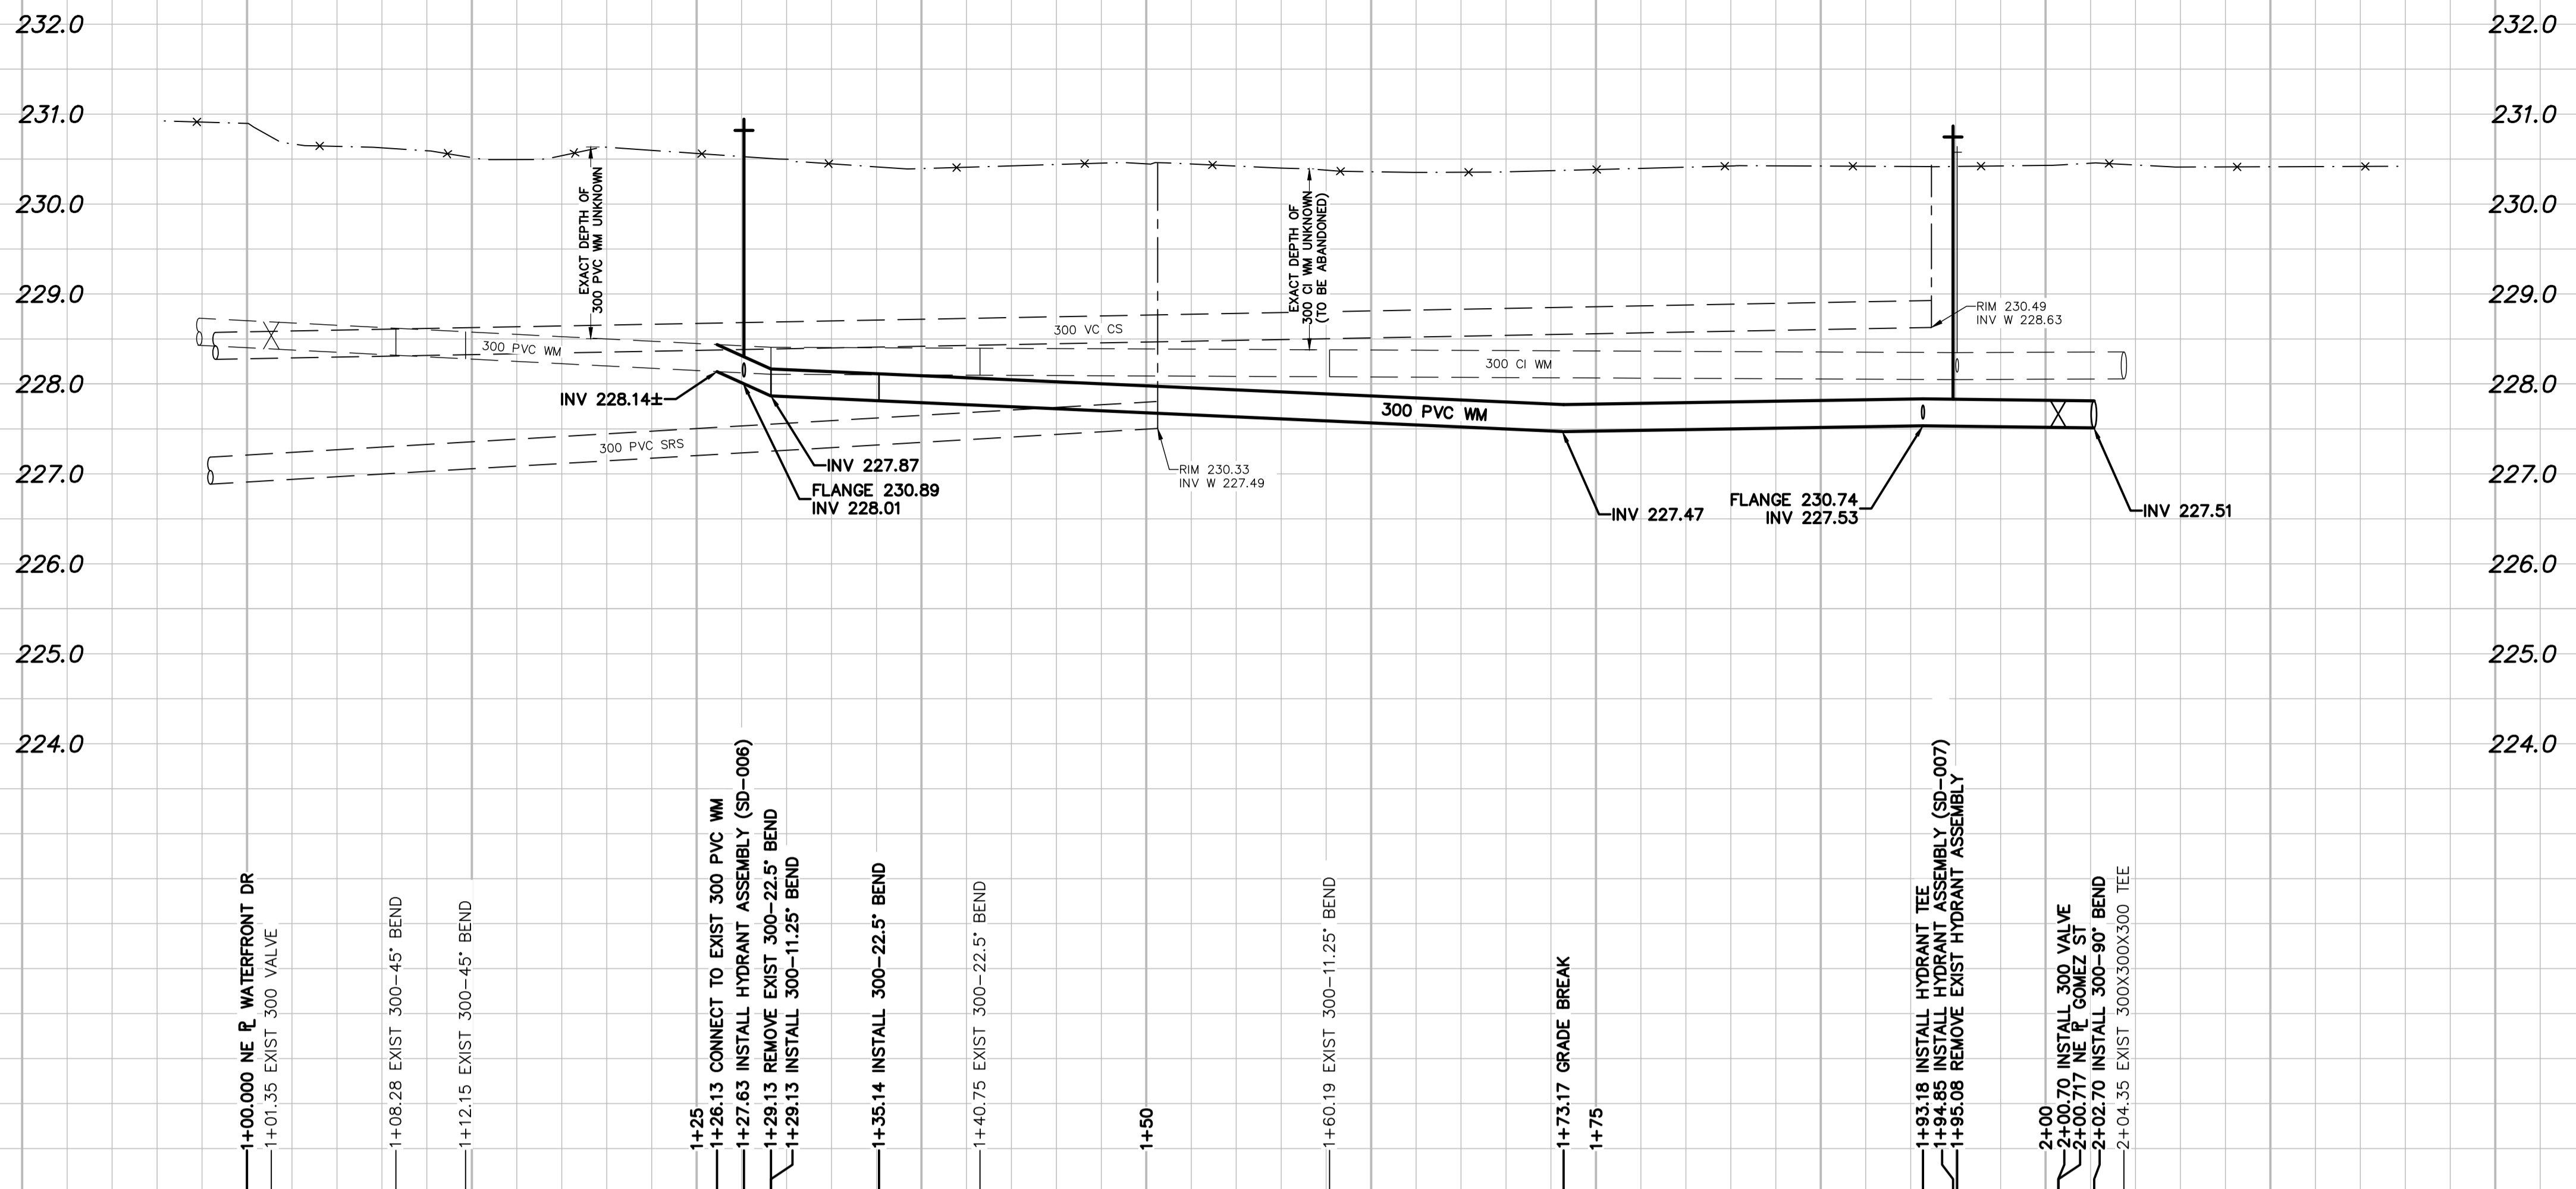 232.0
232.0
231.0
231.0
230.0
230.0
229.0
229.0
228.0
228.0
227.0
227.0
226.0
226.0
225.0
225.0
224.0
224.0
EXACT DEPTH OF
300 PVC WM UNKNOWN
EXACT DEPTH OF
300 CI WM UNKNOWN
(TO BE ABANDONED)
300 VC CS
RIM 230.49
INV W 228.63
300 PVC WM
300 CI WM
INV 228.14±
300 PVC WM
300 PVC SRS
INV 227.87
FLANGE 230.89
INV 228.01
RIM 230.33
INV W 227.49
INV 227.47
FLANGE 230.74
INV 227.53
INV 227.51
1+00.000 NE ⅊ WATERFRONT DR
1+01.35 EXIST 300 VALVE
1+08.28 EXIST 300-45° BEND
1+12.15 EXIST 300-45° BEND
1+25
1+26.13 CONNECT TO EXIST 300 PVC WM
1+27.63 INSTALL HYDRANT ASSEMBLY (SD-006)
1+29.13 REMOVE EXIST 300-22.5° BEND
1+29.13 INSTALL 300-11.25° BEND
1+35.14 INSTALL 300-22.5° BEND
1+40.75 EXIST 300-22.5° BEND
1+50
1+60.19 EXIST 300-11.25° BEND
1+73.17 GRADE BREAK
1+75
1+93.18 INSTALL HYDRANT TEE
1+94.85 INSTALL HYDRANT ASSEMBLY (SD-007)
1+95.08 REMOVE EXIST HYDRANT ASSEMBLY
2+00
2+00.70 INSTALL 300 VALVE
2+00.717 NE ⅊ GOMEZ ST
2+02.70 INSTALL 300-90° BEND
2+04.35 EXIST 300X300X300 TEE